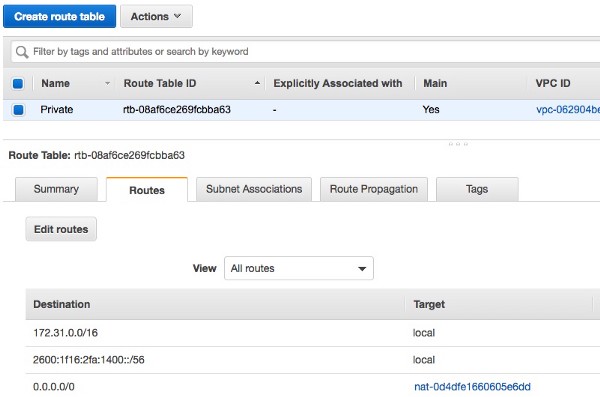 Create route table Actions
Filter by tags and attributes or search by keyword
Name Route Table ID Explicitly Associated with Main VPC ID
Private rtb-08af6ce269fcbba63 - Yes vpc-062904be
Route Table: rtb-08af6ce269fcbba63
Summary Routes Subnet Associations Route Propagation Tags
Edit routes
View All routes
Destination Target
172.31.0.0/16 local
2600:1f16:2fa:1400::/56 local
0.0.0.0/0 nat-0d4dfe1660605e6dd